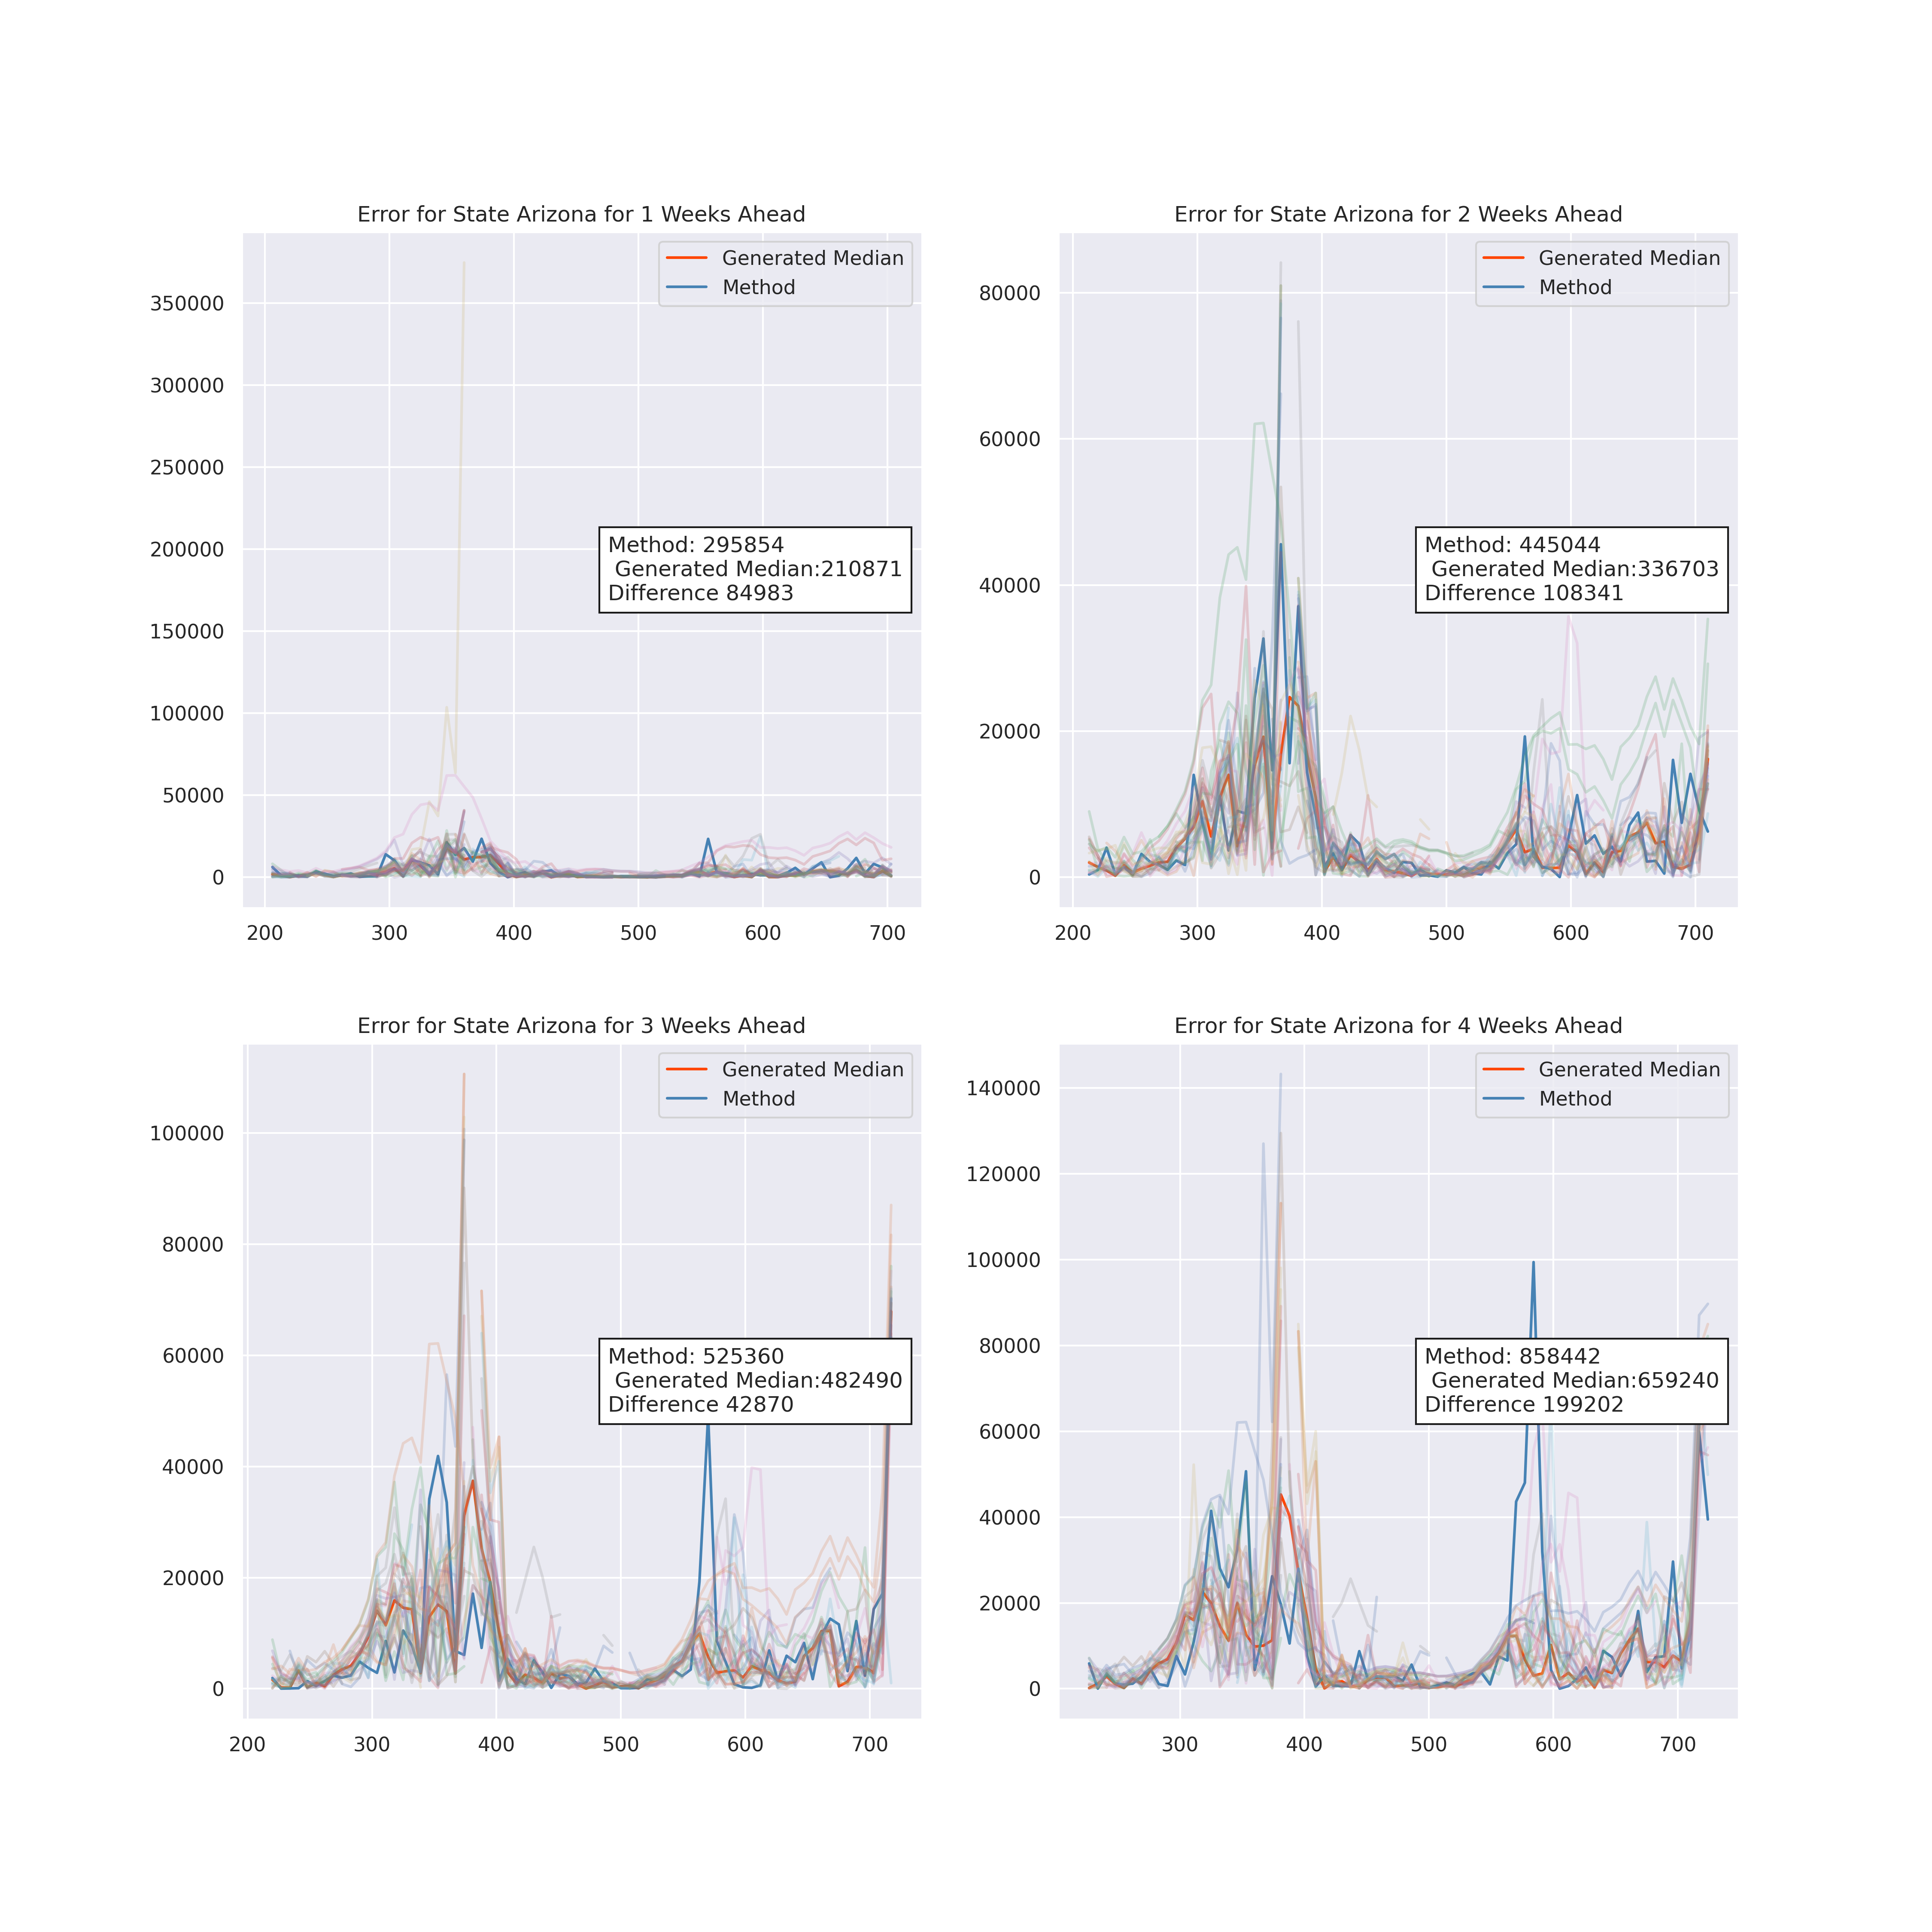 Error for State Arizona for 1 Weeks Ahead
Generated Median
Method
350000
300000
250000
200000
150000
100000
50000
0
Method: 295854
Generated Median:210871
Difference 84983
200 300 400 500 600 700
Error for State Arizona for 2 Weeks Ahead
Generated Median
Method
80000
60000
40000
20000
0
Method: 445044
Generated Median:336703
Difference 108341
200 300 400 500 600 700
Error for State Arizona for 3 Weeks Ahead
Generated Median
Method
100000
80000
60000
40000
20000
0
Method: 525360
Generated Median:482490
Difference 42870
200 300 400 500 600 700
Error for State Arizona for 4 Weeks Ahead
Generated Median
Method
140000
120000
100000
80000
60000
40000
20000
0
Method: 858442
Generated Median:659240
Difference 199202
300 400 500 600 700